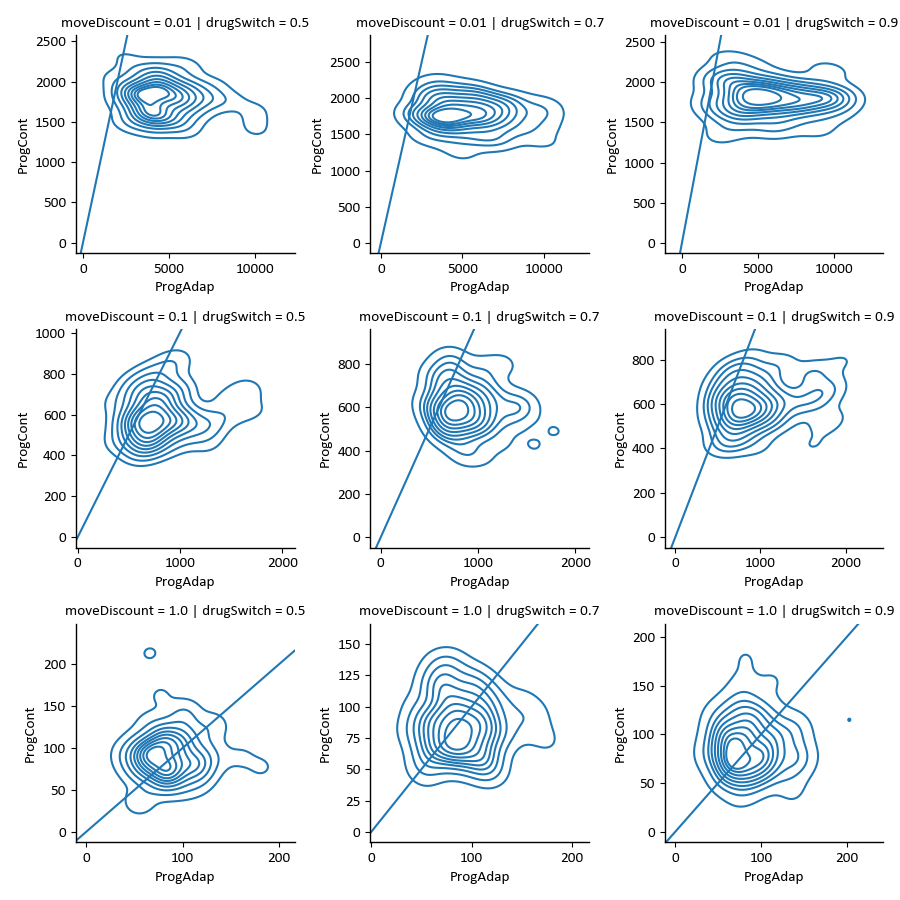 moveDiscount = 0.01 | drugSwitch = 0.5
moveDiscount = 0.01 | drugSwitch = 0.7
moveDiscount = 0.01 | drugSwitch = 0.9
2500
2000
1500
1000
500
0
ProgCont
0 5000 10000
ProgAdap
2500
2000
1500
1000
500
0
ProgCont
0 5000 10000
ProgAdap
2500
2000
1500
1000
500
0
ProgCont
0 5000 10000
ProgAdap
moveDiscount = 0.1 | drugSwitch = 0.5
moveDiscount = 0.1 | drugSwitch = 0.7
moveDiscount = 0.1 | drugSwitch = 0.9
1000
800
600
400
200
0
ProgCont
0 1000 2000
ProgAdap
800
600
400
200
0
ProgCont
0 1000 2000
ProgAdap
800
600
400
200
0
ProgCont
0 1000 2000
ProgAdap
moveDiscount = 1.0 | drugSwitch = 0.5
moveDiscount = 1.0 | drugSwitch = 0.7
moveDiscount = 1.0 | drugSwitch = 0.9
200
150
100
50
0
ProgCont
0 100 200
ProgAdap
150
125
100
75
50
25
0
ProgCont
0 100 200
ProgAdap
200
150
100
50
0
ProgCont
0 100 200
ProgAdap